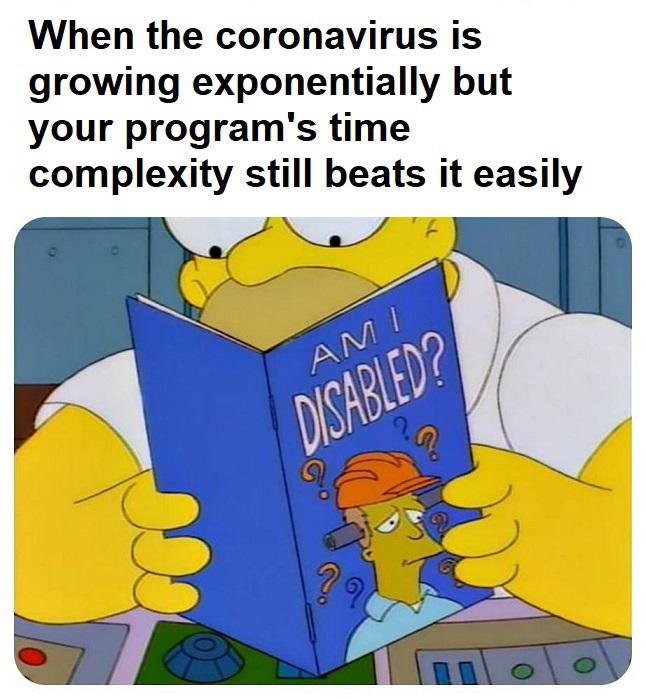 When the coronavirus is
growing exponentially but
your program's time
complexity still beats it easily
AM I
DISABLED?